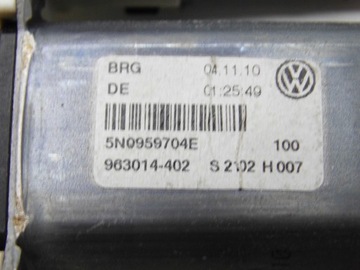 BRG 04.11.10
DE 01:25:49
5N0959704E 100
963014-402 S 2102 H 007